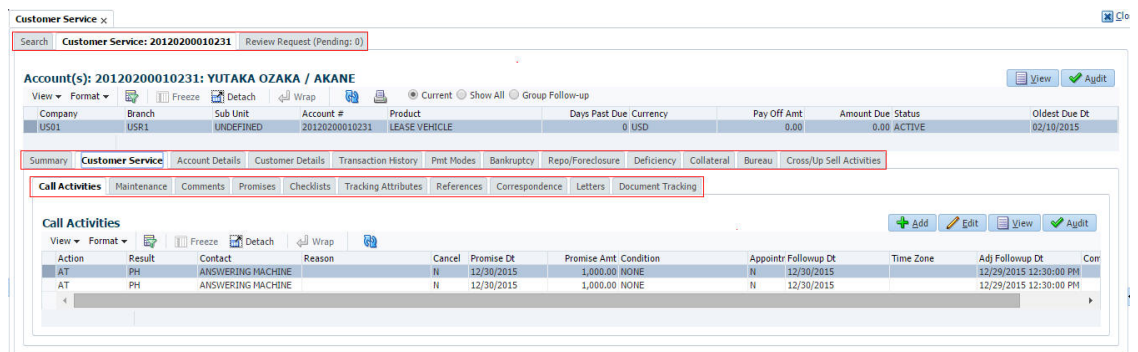 Customer Service × Clo
Search Customer Service: 20120200010231 Review Request (Pending: 0)
Account(s): 20120200010231: YUTAKA OZAKA / AKANE View Audit
View Format Freeze Detach Wrap Current Show All Group Follow-up
Company Branch Sub Unit Account # Product Days Past Due Currency Pay Off Amt Amount Due Status Oldest Due Dt
US01 USR1 UNDEFINED 20120200010231 LEASE VEHICLE 0 USD 0.00 0.00 ACTIVE 02/10/2015
Summary Customer Service Account Details Customer Details Transaction History Pmt Modes Bankruptcy Repo/Foreclosure Deficiency Collateral Bureau Cross/Up Sell Activities
Call Activities Maintenance Comments Promises Checklists Tracking Attributes References Correspondence Letters Document Tracking
Call Activities Add Edit View Audit
View Format Freeze Detach Wrap
Action Result Contact Reason Cancel Promise Dt Promise Amt Condition Appointr Followup Dt Time Zone Adj Followup Dt Com
AT PH ANSWERING MACHINE N 12/30/2015 1,000.00 NONE N 12/30/2015 12/29/2015 12:30:00 PM
AT PH ANSWERING MACHINE N 12/30/2015 1,000.00 NONE N 12/30/2015 12/29/2015 12:30:00 PM